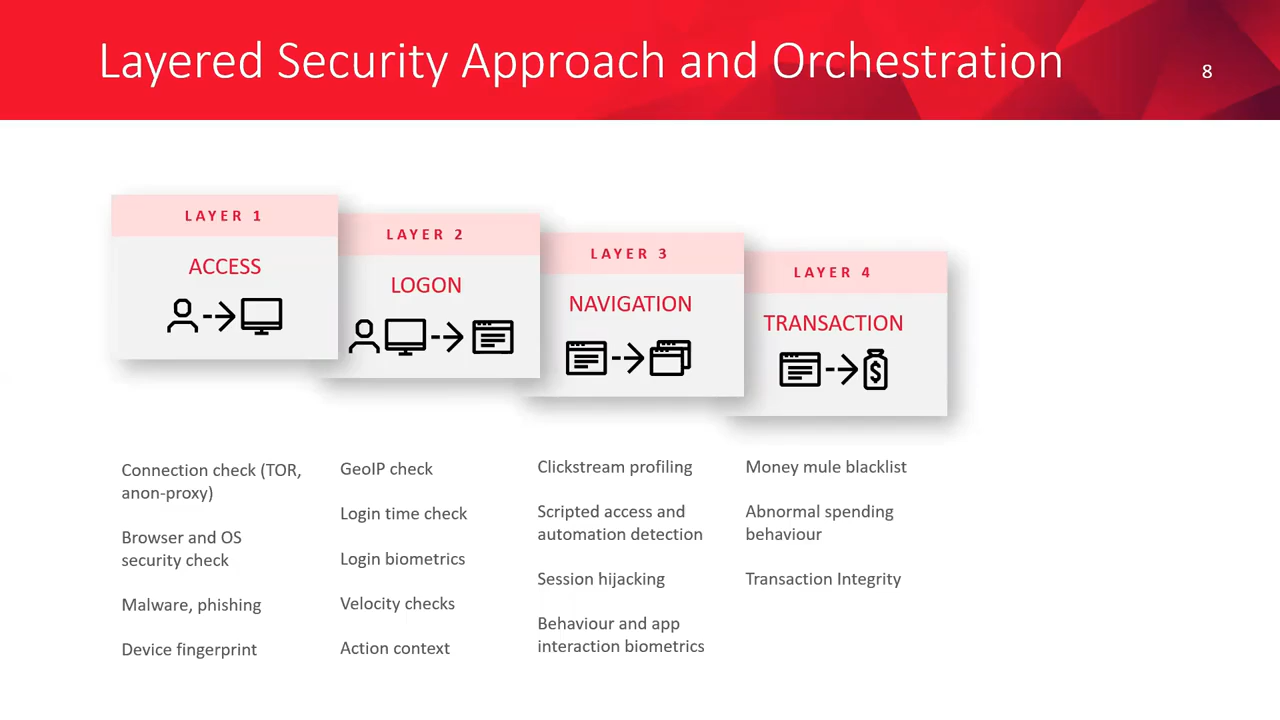 Layered Security Approach and Orchestration
8
LAYER 1
ACCESS
LAYER 2
LOGON
LAYER 3
NAVIGATION
LAYER 4
TRANSACTION
$
Connection check (TOR,
anon-proxy)
Browser and OS
security check
Malware, phishing
Device fingerprint
GeoIP check
Login time check
Login biometrics
Velocity checks
Action context
Clickstream profiling
Scripted access and
automation detection
Session hijacking
Behaviour and app
interaction biometrics
Money mule blacklist
Abnormal spending
behaviour
Transaction Integrity